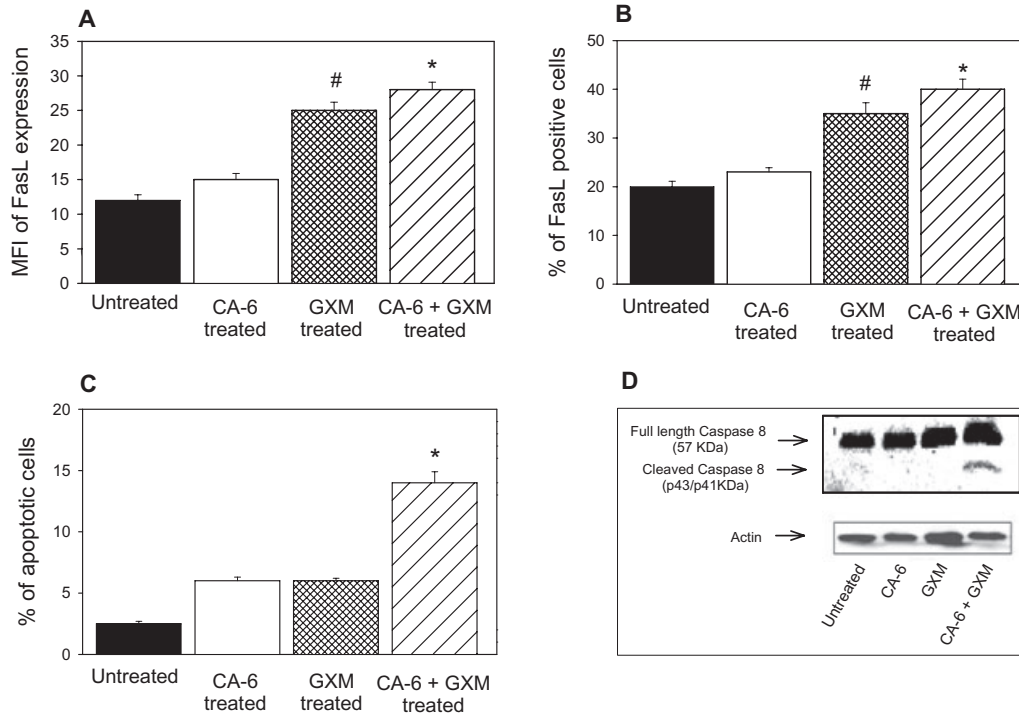 A
MFI of FasL expression
35
30
25
20
15
10
5
0
#
*
Untreated
CA-6
treated
GXM
treated
CA-6 + GXM
treated
B
% of FasL positive cells
50
40
30
20
10
0
#
*
Untreated
CA-6
treated
GXM
treated
CA-6 + GXM
treated
C
% of apoptotic cells
20
15
10
5
0
*
Untreated
CA-6
treated
GXM
treated
CA-6 + GXM
treated
D
Full length Caspase 8
(57 KDa)
Cleaved Caspase 8
(p43/p41KDa)
Actin
Untreated
CA-6
GXM
CA-6 + GXM